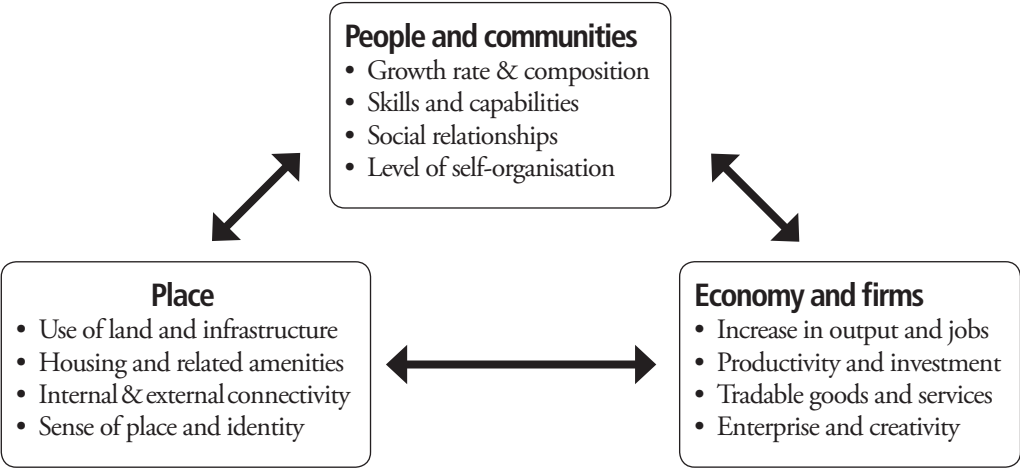 People and communities
• Growth rate & composition
• Skills and capabilities
• Social relationships
• Level of self-organisation
Place
• Use of land and infrastructure
• Housing and related amenities
• Internal & external connectivity
• Sense of place and identity
Economy and firms
• Increase in output and jobs
• Productivity and investment
• Tradable goods and services
• Enterprise and creativity